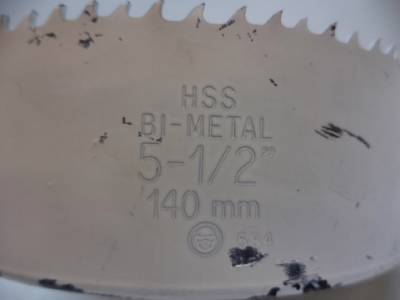 HSS
BI-METAL
5-1/2"
140 mm